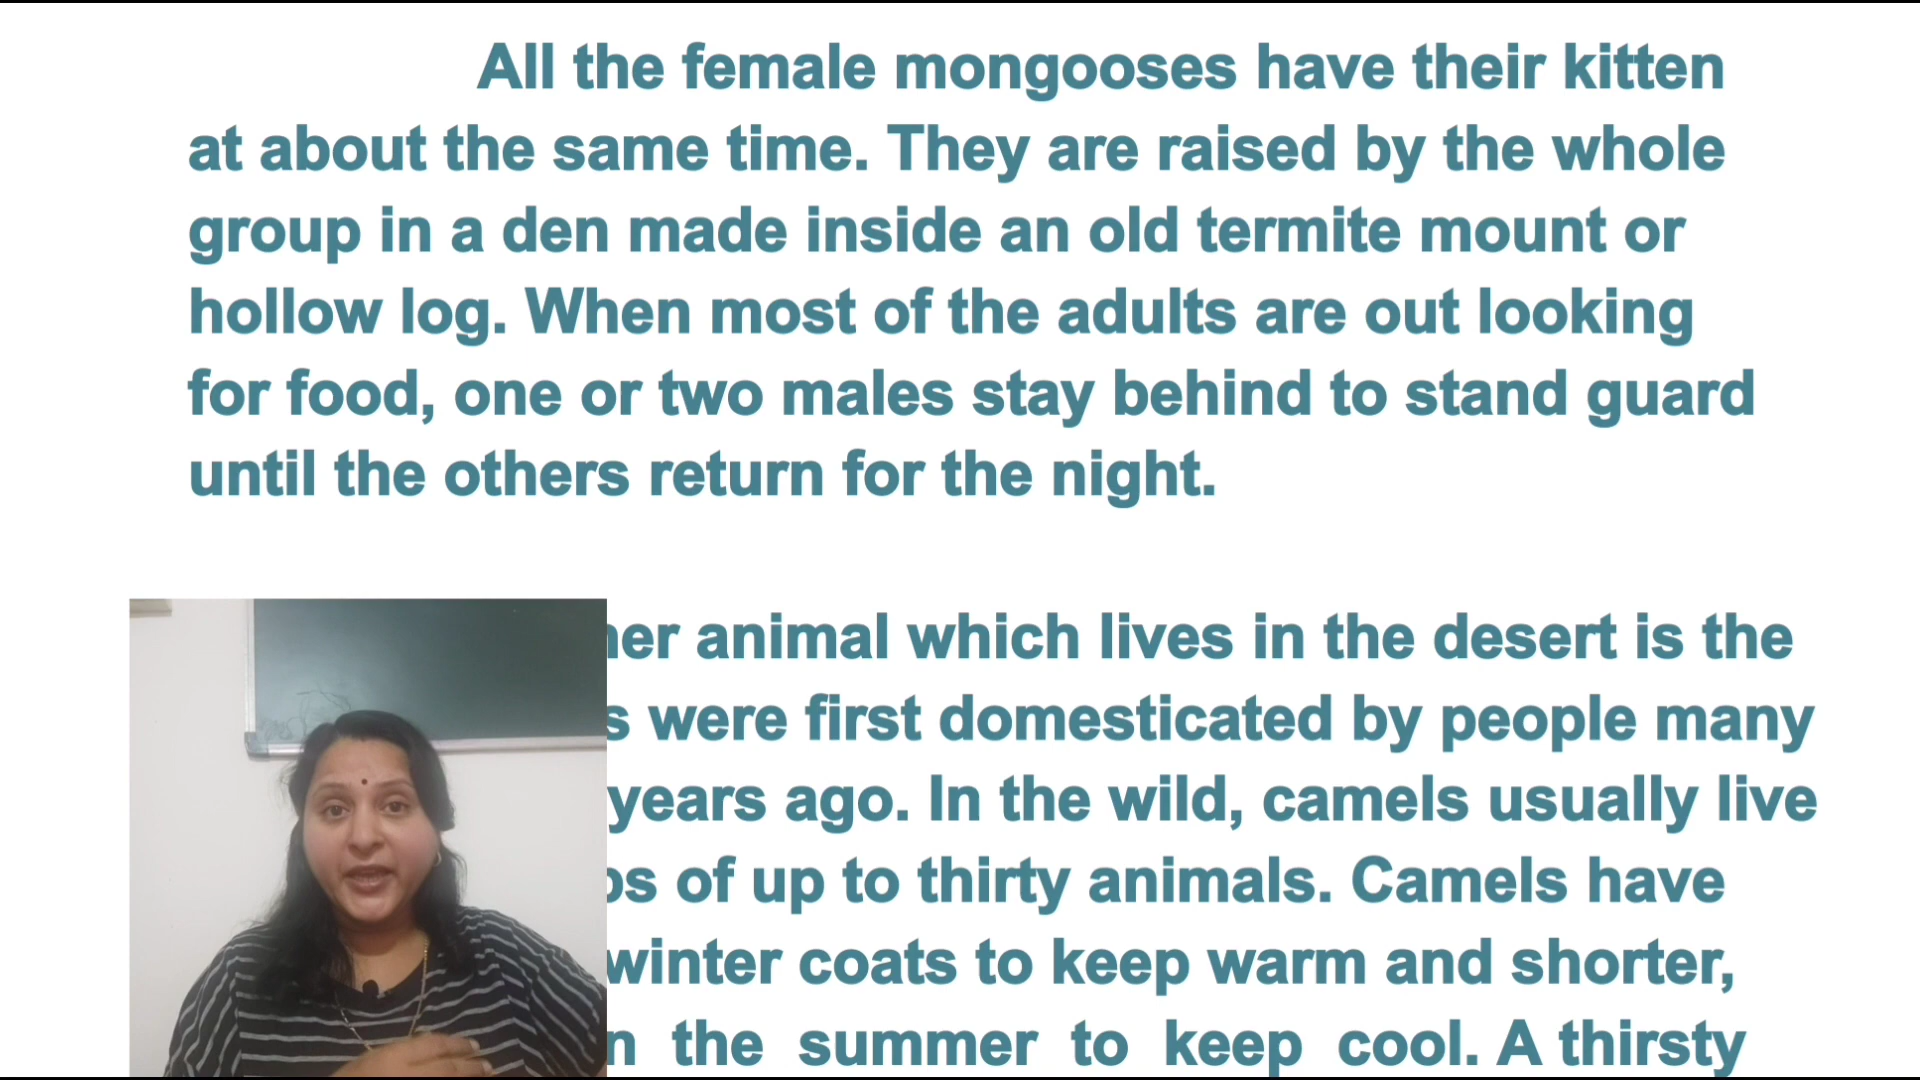 All the female mongooses have their kitten
at about the same time. They are raised by the whole
group in a den made inside an old termite mount or
hollow log. When most of the adults are out looking
for food, one or two males stay behind to stand guard
until the others return for the night.
animal which lives in the desert is the
were first domesticated by people many
years ago. In the wild, camels usually live
of up to thirty animals. Camels have
winter coats to keep warm and shorter,
the summer to keep cool. A thirsty